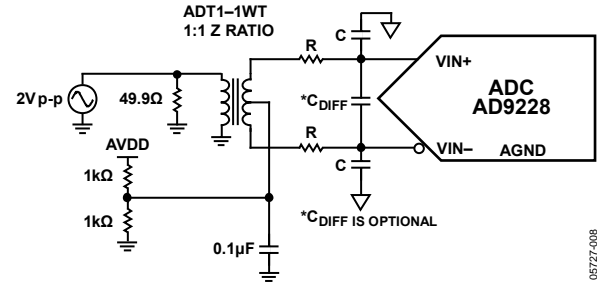 ADT1–1WT
1:1 Z RATIO
C
R
VIN+
2V p-p
49.9Ω
*CDIFF
ADC
AD9228
AVDD
R
VIN–
AGND
1kΩ
C
1kΩ
*CDIFF IS OPTIONAL
0.1µF
05727-008